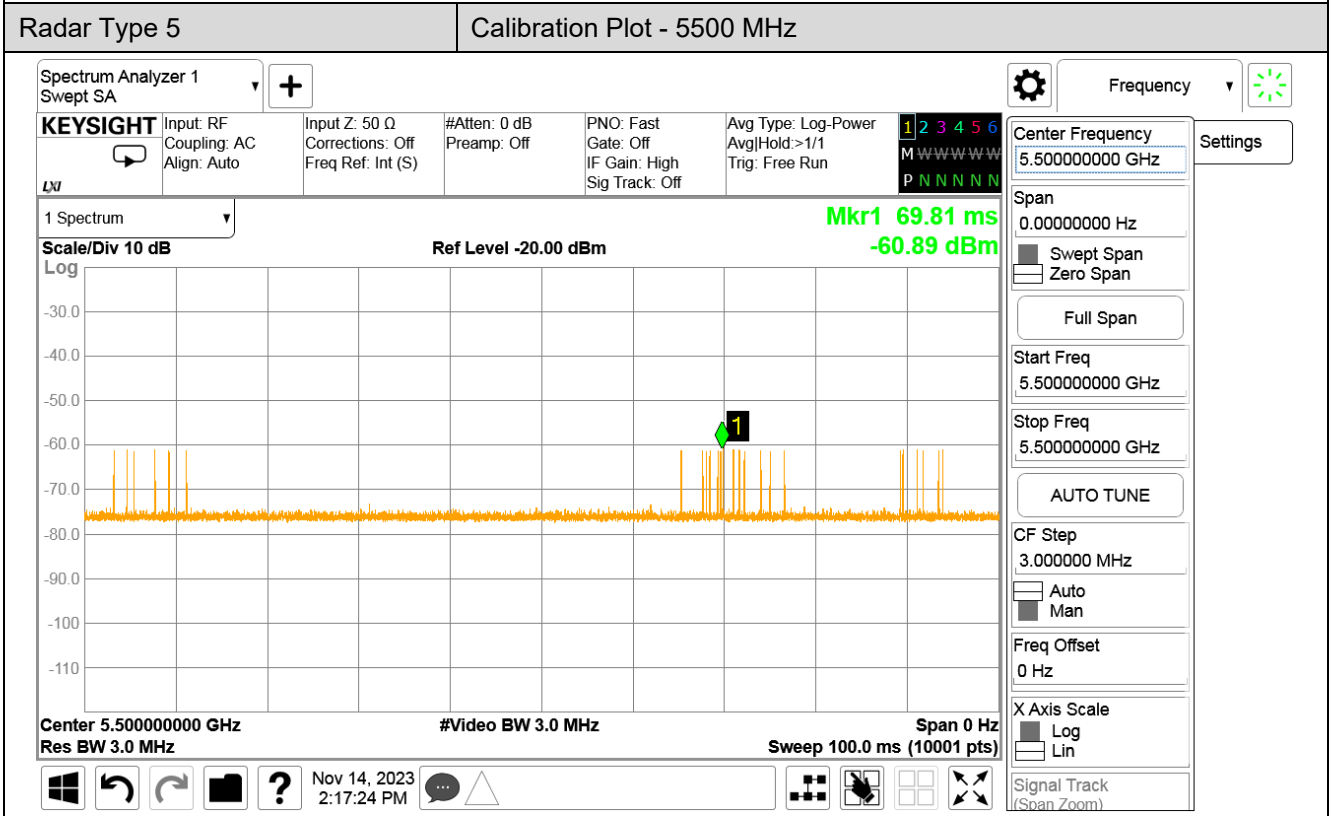 Radar Type 5
Calibration Plot - 5500 MHz
Spectrum Analyzer 1
Swept SA
Frequency
KEYSIGHT
LXI
Input: RF
Coupling: AC
Align: Auto
Input Z: 50 Ω
Corrections: Off
Freq Ref: Int (S)
#Atten: 0 dB
Preamp: Off
PNO: Fast
Gate: Off
IF Gain: High
Sig Track: Off
Avg Type: Log-Power
Avg|Hold:>1/1
Trig: Free Run
1 2 3 4 5 6
M W W W W W
P N N N N N
Settings
1 Spectrum
Mkr1 69.81 ms
-60.89 dBm
Scale/Div 10 dB
Ref Level -20.00 dBm
Log
-30.0
-40.0
-50.0
-60.0
-70.0
-80.0
-90.0
-100
-110
1
Center 5.500000000 GHz
#Video BW 3.0 MHz
Span 0 Hz
Res BW 3.0 MHz
Sweep 100.0 ms (10001 pts)
Center Frequency
5.500000000 GHz
Span
0.00000000 Hz
Swept Span
Zero Span
Full Span
Start Freq
5.500000000 GHz
Stop Freq
5.500000000 GHz
AUTO TUNE
CF Step
3.000000 MHz
Auto
Man
Freq Offset
0 Hz
X Axis Scale
Log
Lin
Signal Track
(Span Zoom)
?
Nov 14, 2023
2:17:24 PM